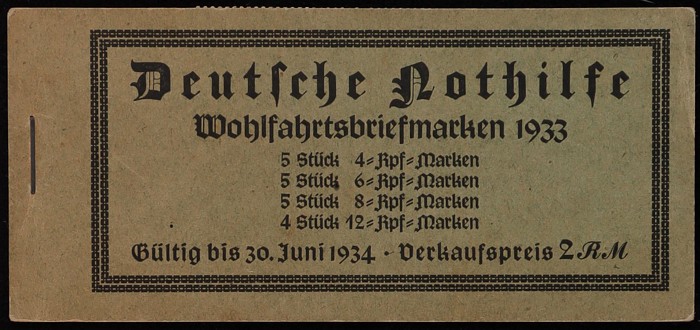 Deutſche Nothilfe
Wohlfahrtsbriefmarken 1933
5 Stück 4=Rpf=Marken
5 Stück 6=Rpf=Marken
5 Stück 8=Rpf=Marken
4 Stück 12=Rpf=Marken
Gültig bis 30. Juni 1934 · Verkaufspreis 2 RM